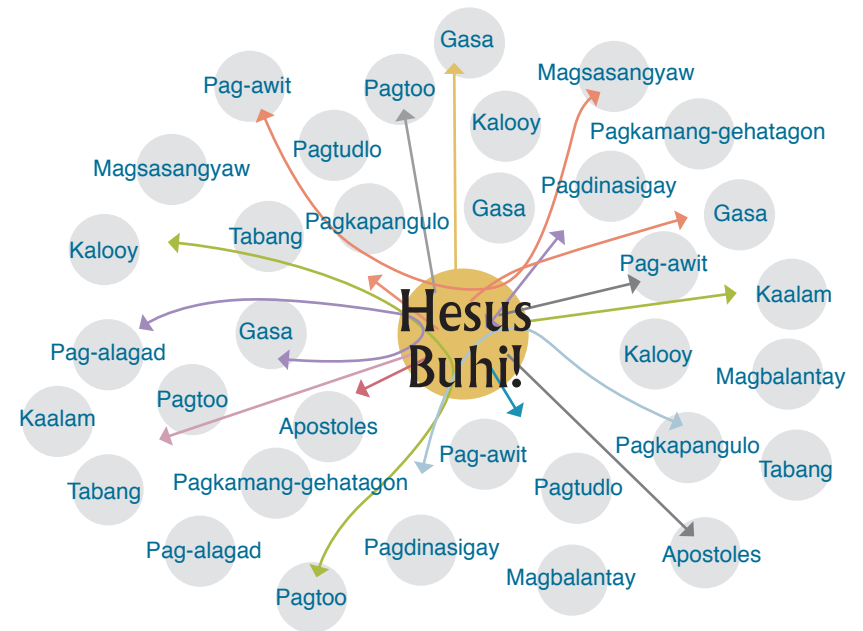 Gasa
Magsasangyaw
Pag-awit
Pagtoo
Kalooy
Pagkamang-gehatagon
Pagtudlo
Magsasangyaw
Pagdinasigay
Gasa
Gasa
Pagkapangulo
Tabang
Kalooy
Pag-awit
Kaalam
Hesus
Buhi!
Gasa
Pag-alagad
Kalooy
Magbalantay
Pagtoo
Kaalam
Apostoles
Pag-awit
Pagkapangulo
Tabang
Tabang
Pagkamang-gehatagon
Pagtudlo
Pag-alagad
Pagdinasigay
Apostoles
Magbalantay
Pagtoo